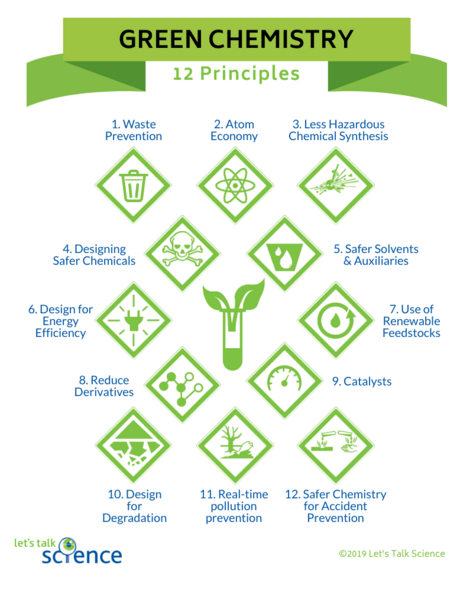 GREEN CHEMISTRY
12 Principles
1. Waste
Prevention
2. Atom
Economy
3. Less Hazardous
Chemical Synthesis
4. Designing
Safer Chemicals
5. Safer Solvents
& Auxiliaries
6. Design for
Energy
Efficiency
7. Use of
Renewable
Feedstocks
8. Reduce
Derivatives
9. Catalysts
10. Design
for
Degradation
11. Real-time
pollution
prevention
12. Safer Chemistry
for Accident
Prevention
let's talk
science
©2019 Let's Talk Science